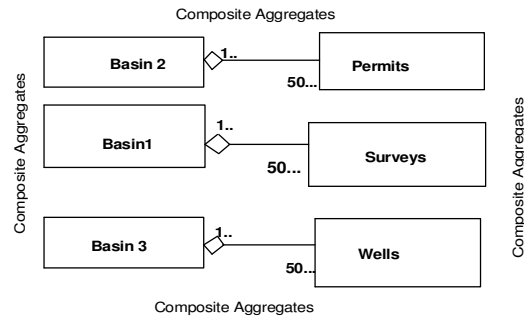 Composite Aggregates
Basin 2
1..
50...
Permits
Composite Aggregates
Basin1
1..
50...
Surveys
Composite Aggregates
Basin 3
1..
50...
Wells
Composite Aggregates